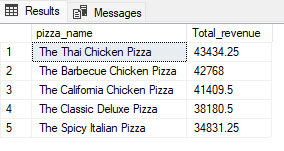 Results Messages
pizza_name Total_revenue
1 The Thai Chicken Pizza 43434.25
2 The Barbecue Chicken Pizza 42768
3 The California Chicken Pizza 41409.5
4 The Classic Deluxe Pizza 38180.5
5 The Spicy Italian Pizza 34831.25